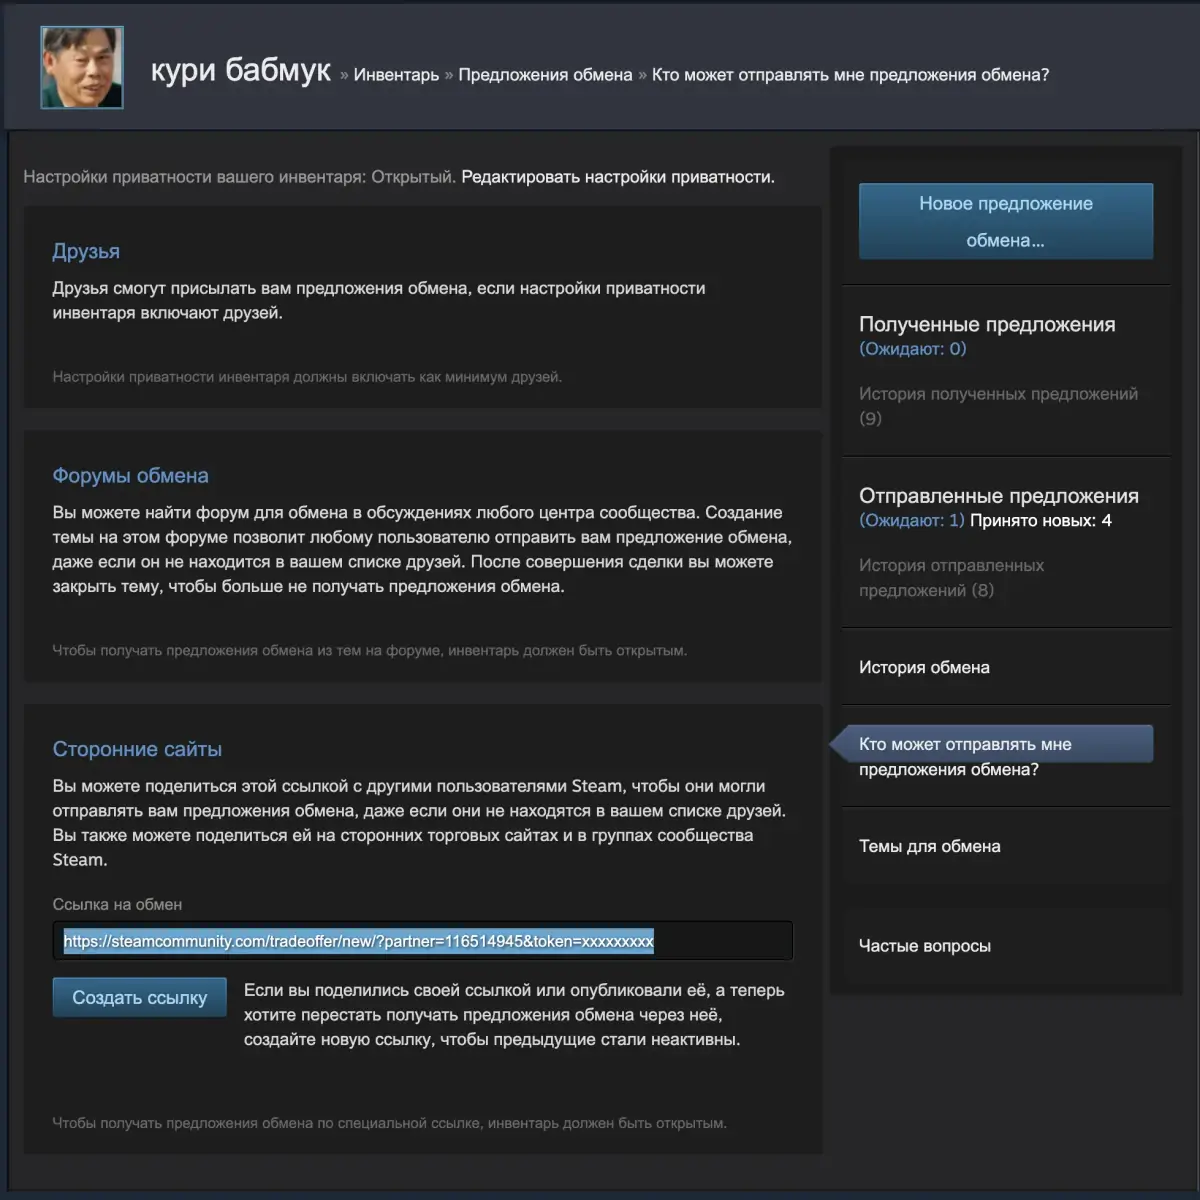 кури бабмук » Инвентарь » Предложения обмена » Кто может отправлять мне предложения обмена?
Настройки приватности вашего инвентаря: Открытый. Редактировать настройки приватности.
Друзья
Друзья смогут присылать вам предложения обмена, если настройки приватности
инвентаря включают друзей.
Настройки приватности инвентаря должны включать как минимум друзей.
Форумы обмена
Вы можете найти форум для обмена в обсуждениях любого центра сообщества. Создание
темы на этом форуме позволит любому пользователю отправить вам предложение обмена,
даже если он не находится в вашем списке друзей. После совершения сделки вы можете
закрыть тему, чтобы больше не получать предложения обмена.
Чтобы получать предложения обмена из тем на форуме, инвентарь должен быть открытым.
Сторонние сайты
Вы можете поделиться этой ссылкой с другими пользователями Steam, чтобы они могли
отправлять вам предложения обмена, даже если они не находятся в вашем списке друзей.
Вы также можете поделиться ей на сторонних торговых сайтах и в группах сообщества
Steam.
Ссылка на обмен
https://steamcommunity.com/tradeoffer/new/?partner=116514945&token=xxxxxxxxx
Создать ссылку
Если вы поделились своей ссылкой или опубликовали её, а теперь
хотите перестать получать предложения обмена через неё,
создайте новую ссылку, чтобы предыдущие стали неактивны.
Чтобы получать предложения обмена по специальной ссылке, инвентарь должен быть открытым.
Новое предложение
обмена...
Полученные предложения
(Ожидают: 0)
История полученных предложений
(9)
Отправленные предложения
(Ожидают: 1) Принято новых: 4
История отправленных
предложений (8)
История обмена
Кто может отправлять мне
предложения обмена?
Темы для обмена
Частые вопросы